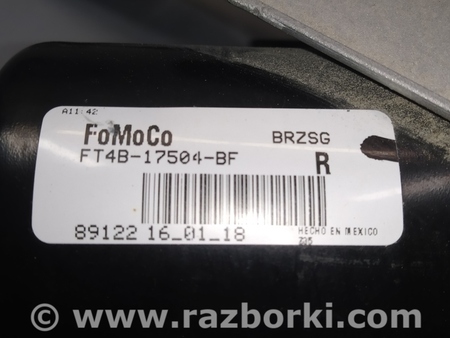 A11:42
FoMoCo BRZSG
FT4B-17504-BF R
89122 16_01_18 HECHO EN MEXICO
© www.razborki.com